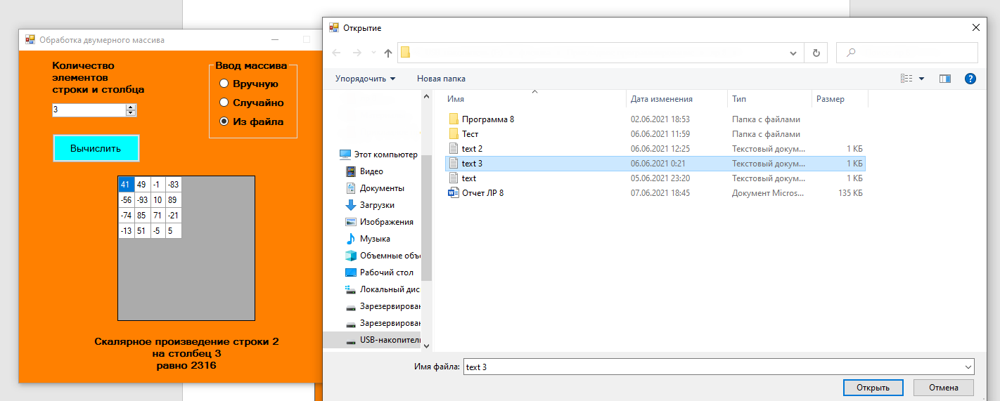 Обработка двумерного массива
Количество
элементов
строки и столбца
3
Вычислить
Ввод массива
Вручную
Случайно
Из файла
41 49 -1 -83
-56 -93 10 89
-74 85 71 -21
-13 51 -5 5
Скалярное произведение строки 2
на столбец 3
равно 2316
Открытие
Упорядочить Новая папка ?
Этот компьютер
Видео
Документы
Загрузки
Изображения
Музыка
Объемные объ
Рабочий стол
Локальный дис
Зарезервирован
Зарезервирован
USB-накопитель
Имя Дата изменения Тип Размер
Программа 8 02.06.2021 18:53 Папка с файлами
Тест 06.06.2021 11:59 Папка с файлами
text 2 06.06.2021 12:25 Текстовый докум... 1 КБ
text 3 06.06.2021 0:21 Текстовый докум... 1 КБ
text 05.06.2021 23:20 Текстовый докум... 1 КБ
Отчет ЛР 8 07.06.2021 18:45 Документ Micros... 135 КБ
Имя файла: text 3
Открыть Отмена